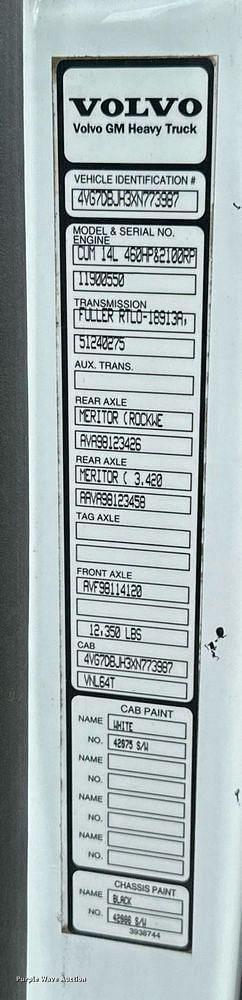 VOLVO
Volvo GM Heavy Truck
VEHICLE IDENTIFICATION #
4VG7DBJH3XN773987
MODEL & SERIAL NO.
ENGINE
CUM 14L 460HP&2100RP
11900550
TRANSMISSION
FULLER RTLO-18913A,
51240275
AUX. TRANS.
REAR AXLE
MERITOR (ROCKWE
AVA98123426
REAR AXLE
MERITOR ( 3.420
AAVA98123458
TAG AXLE
FRONT AXLE
AVF98114120
12,350 LBS
CAB
4VG7DBJH3XN773987
VNL64T
CAB PAINT
NAME WHITE
NO. 42875 S/W
NAME
NO.
NAME
NO.
NAME
NO.
CHASSIS PAINT
NAME BLACK
NO. S/W
3938744
Purple Wave Auction